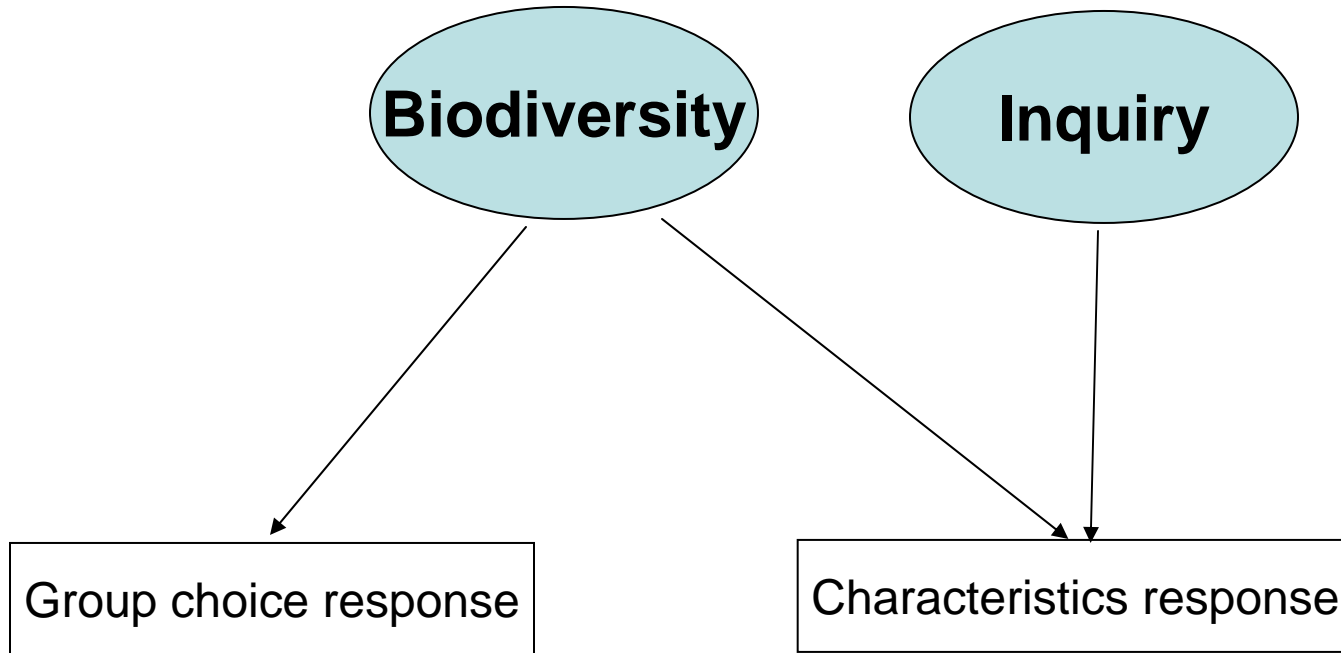 Biodiversity
Inquiry
Group choice response
Characteristics response